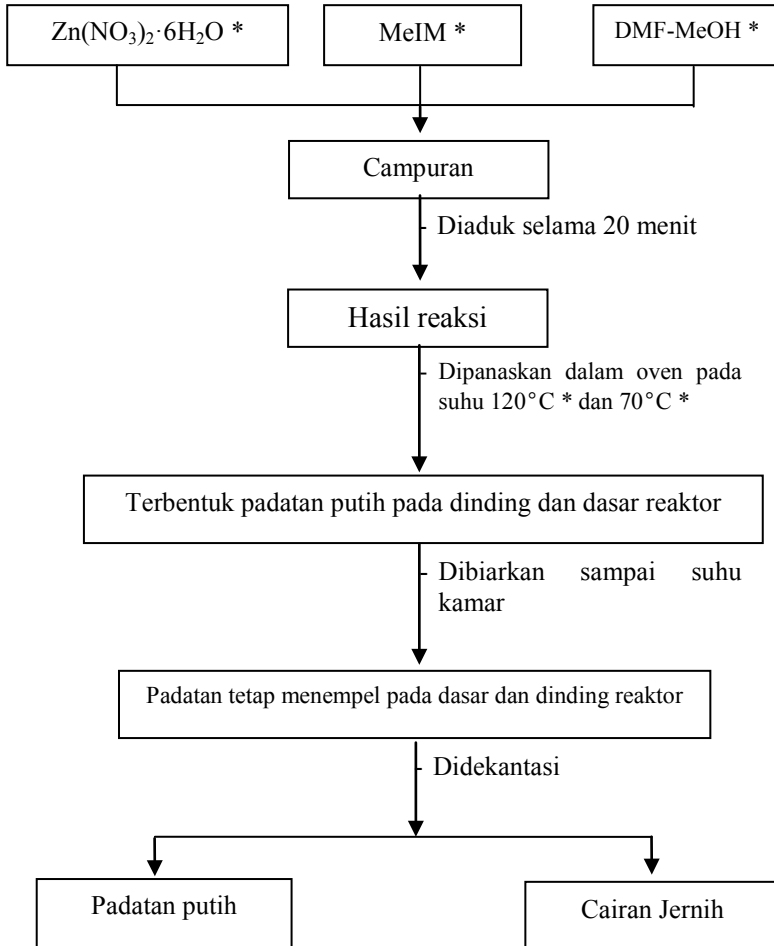 Zn(NO₃)₂·6H₂O *
MeIM *
DMF-MeOH *
Campuran
- Diaduk selama 20 menit
Hasil reaksi
- Dipanaskan dalam oven pada
suhu 120°C * dan 70°C *
Terbentuk padatan putih pada dinding dan dasar reaktor
- Dibiarkan sampai suhu
kamar
Padatan tetap menempel pada dasar dan dinding reaktor
- Didekantasi
Padatan putih
Cairan Jernih